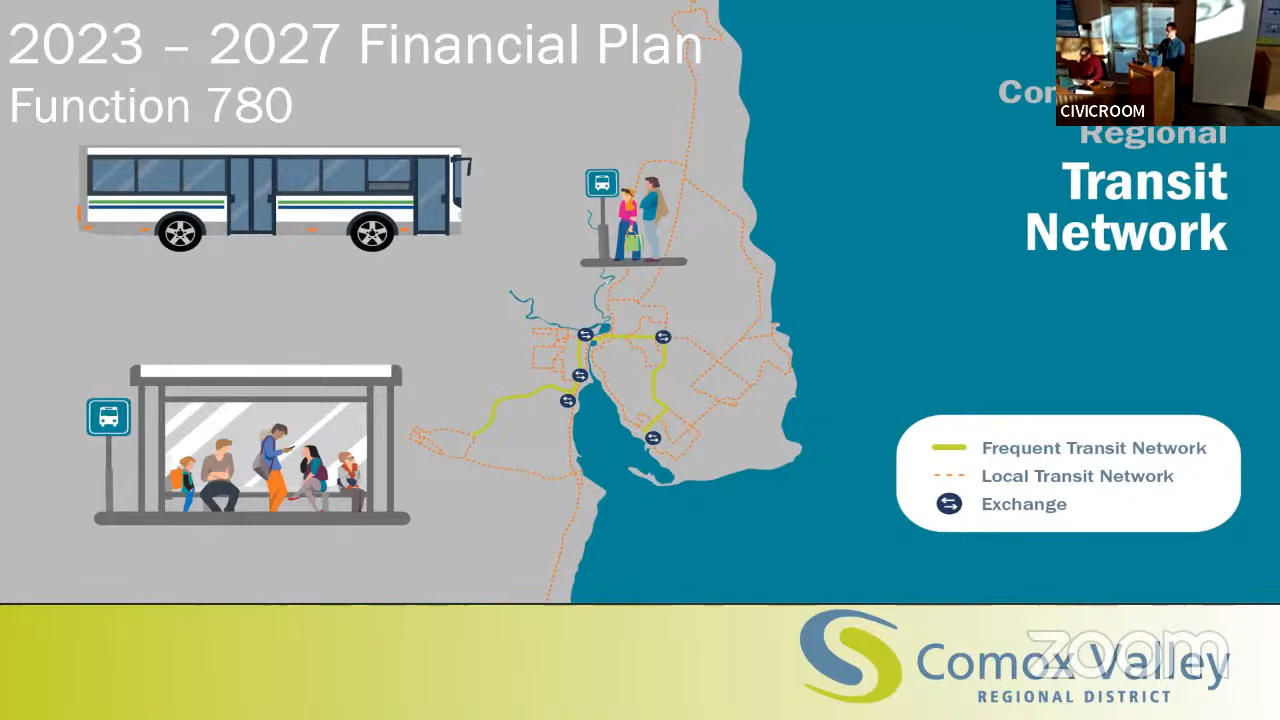 2023 – 2027 Financial Plan
Function 780
CIVICROOM
Regional
Transit
Network
Frequent Transit Network
Local Transit Network
Exchange
zoom
Comox Valley
REGIONAL DISTRICT